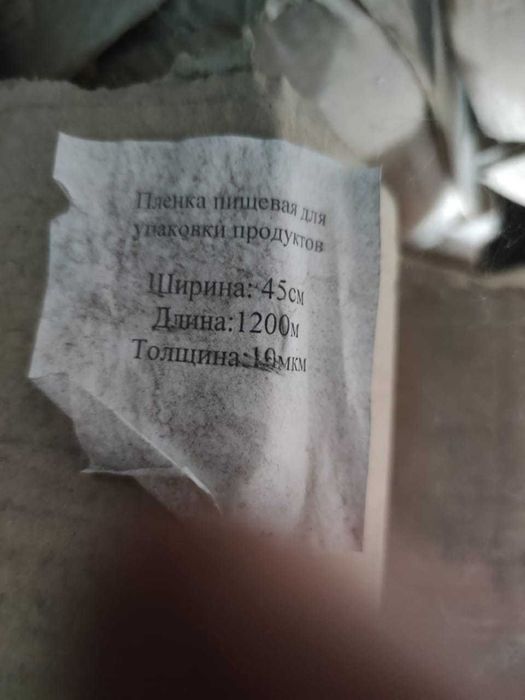 Пленка пищевая для
упаковки продуктов
Ширина: 45см
Длина:1200м
Толщина:10мкм